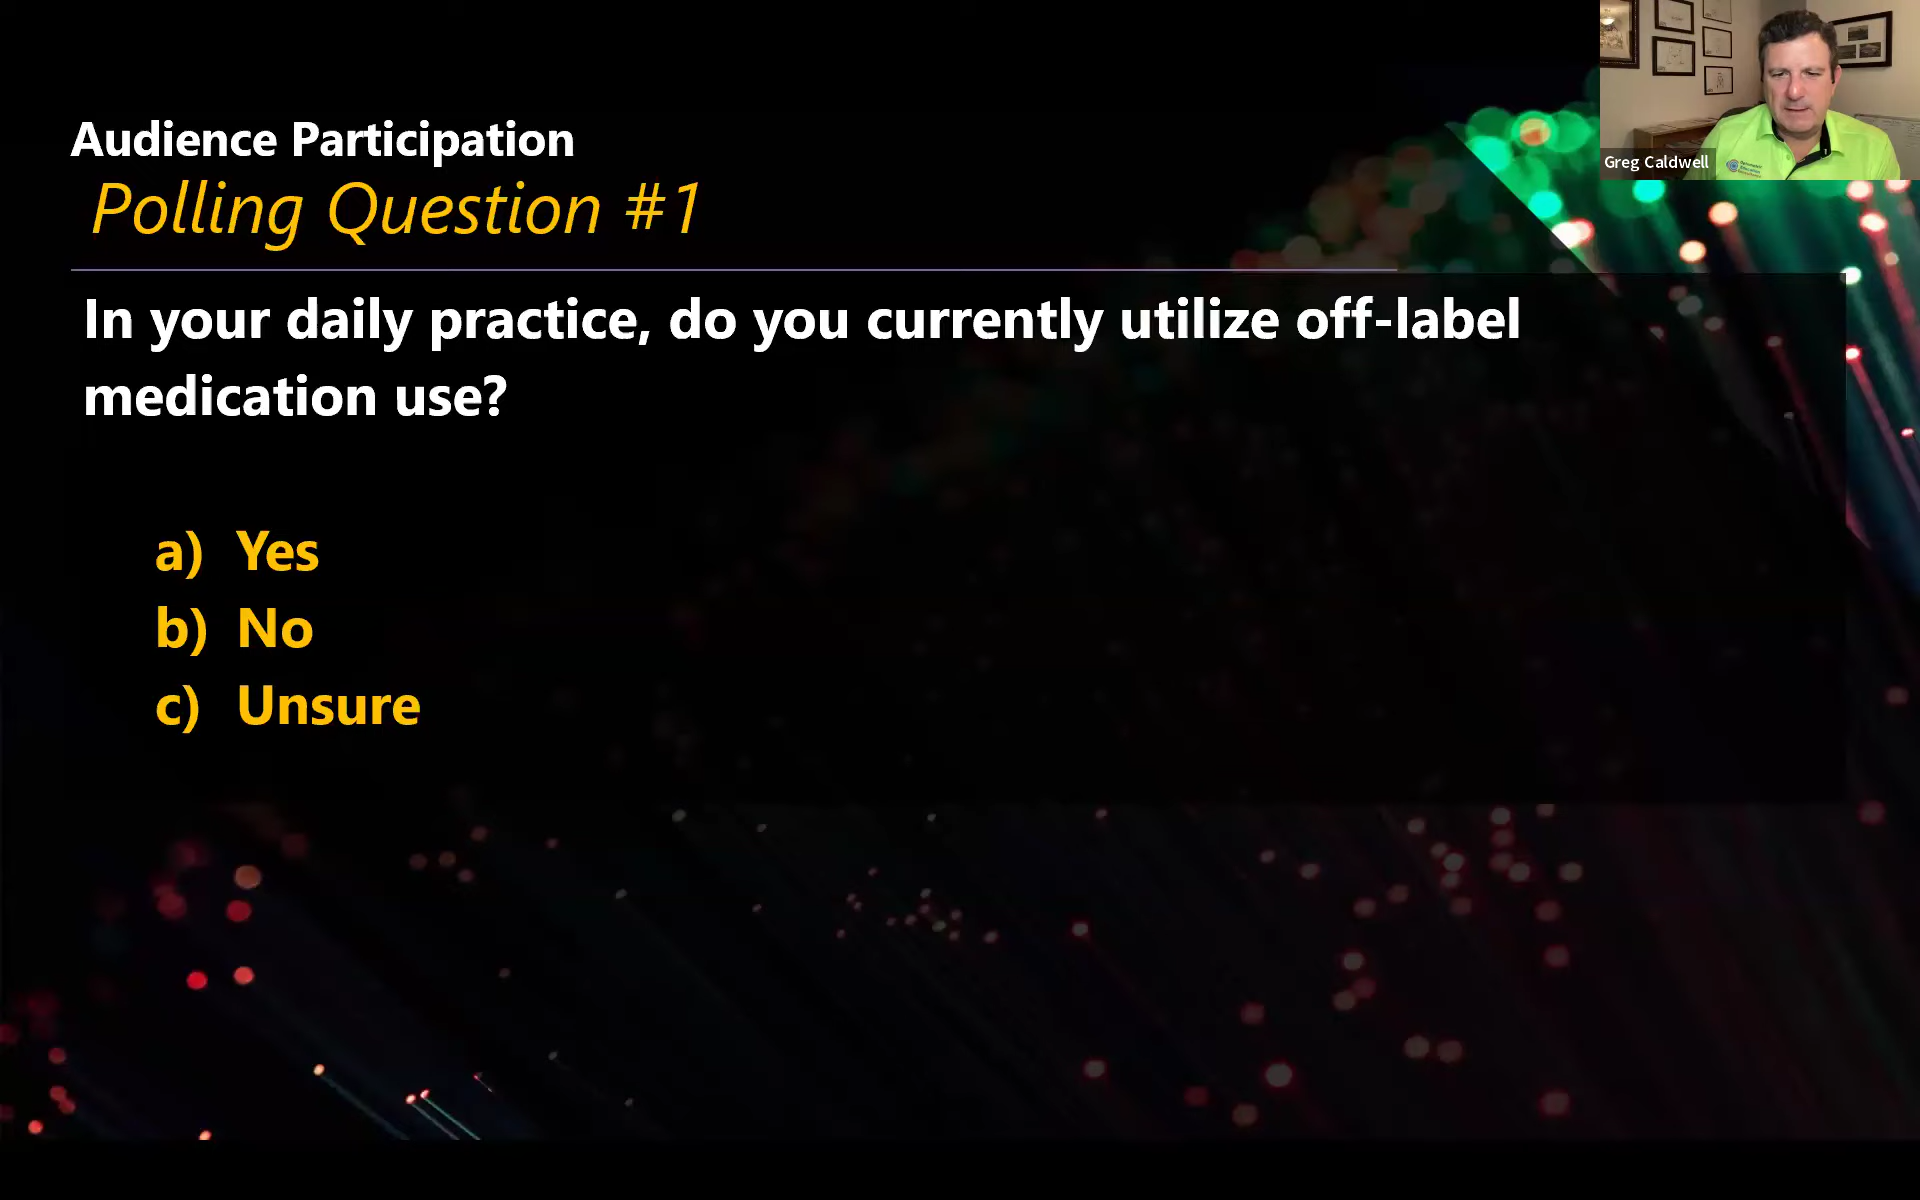 Audience Participation
Polling Question #1
In your daily practice, do you currently utilize off-label
medication use?
a) Yes
b) No
c) Unsure
Greg Caldwell